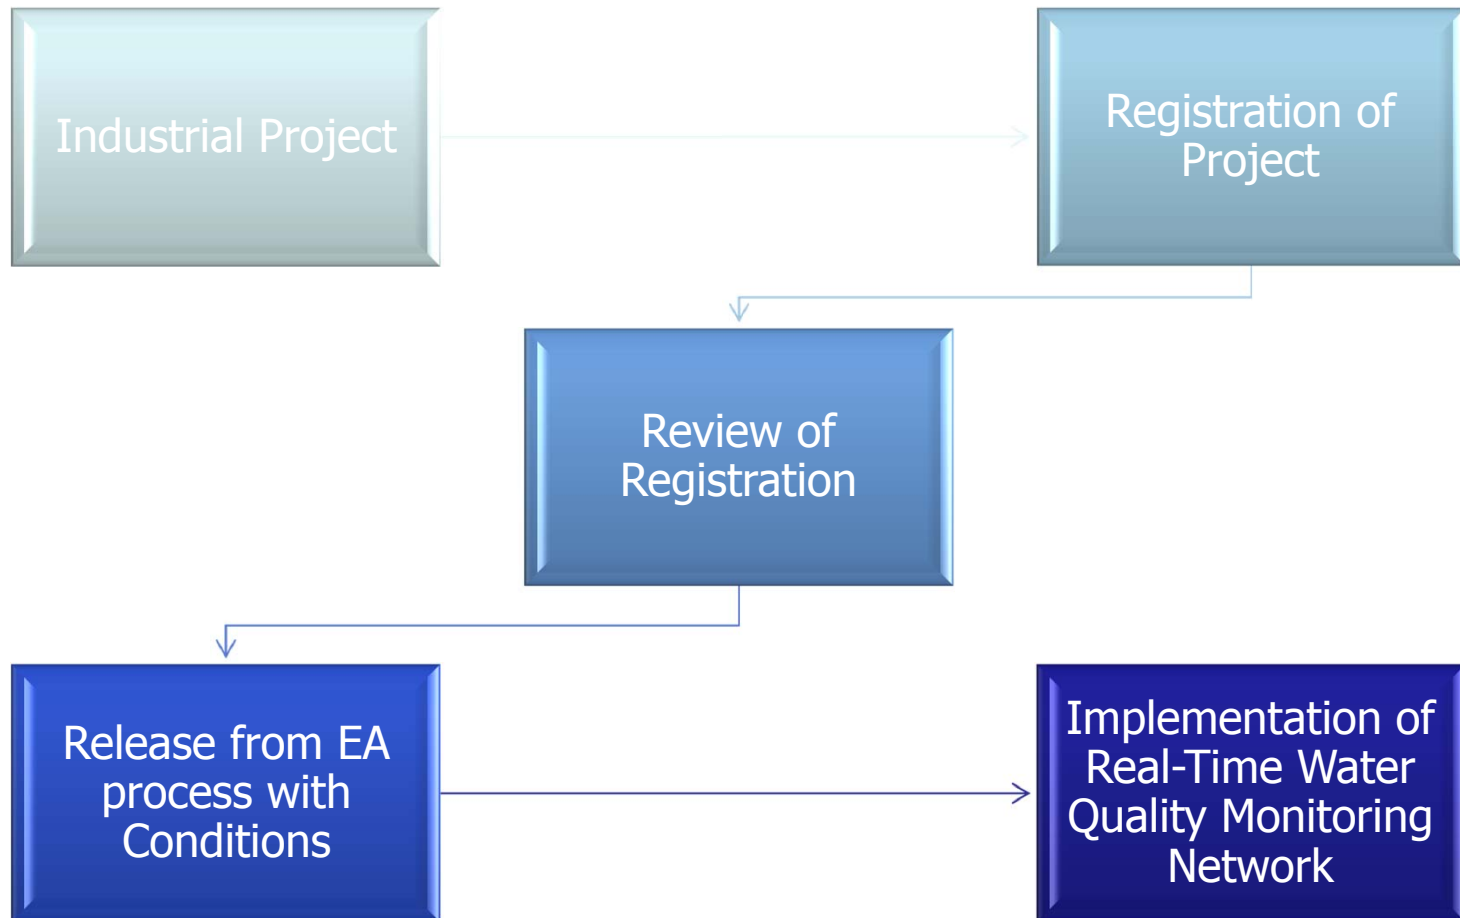 Industrial Project
Registration of
Project
Review of
Registration
Release from EA
process with
Conditions
Implementation of
Real-Time Water
Quality Monitoring
Network